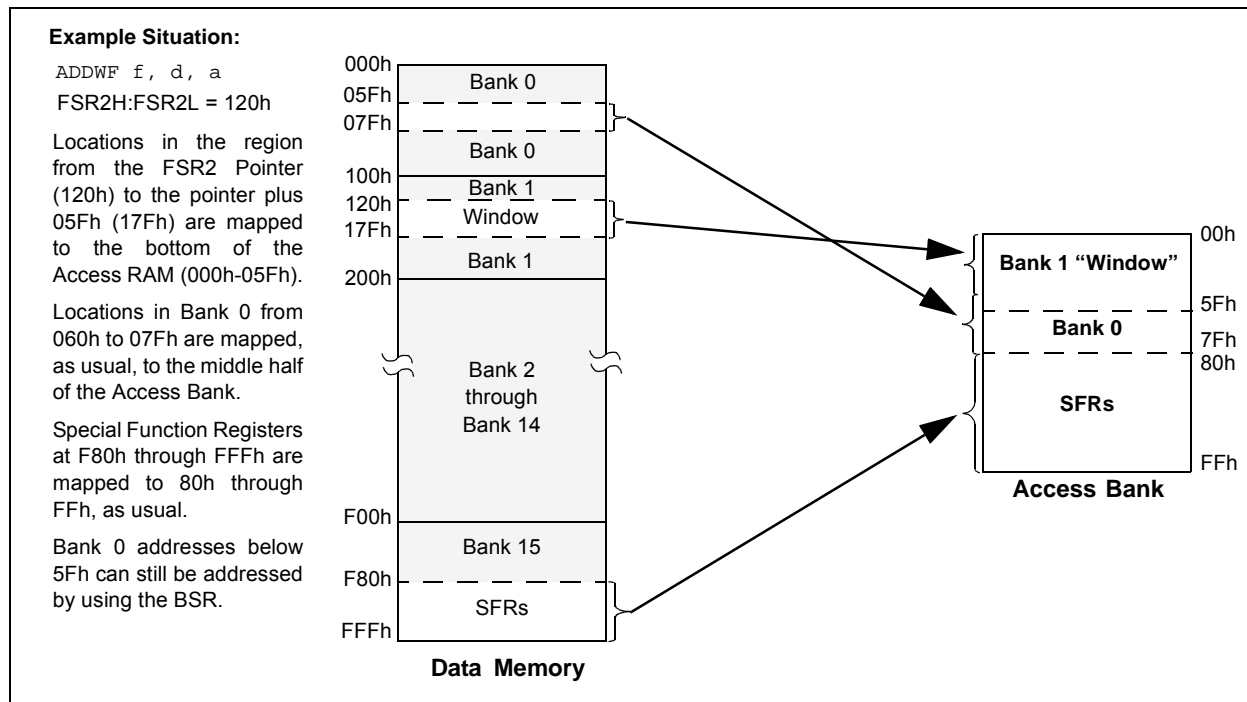 Example Situation:
ADDWF f, d, a
FSR2H:FSR2L = 120h
Locations in the region
from the FSR2 Pointer
(120h) to the pointer plus
05Fh (17Fh) are mapped
to the bottom of the
Access RAM (000h-05Fh).
Locations in Bank 0 from
060h to 07Fh are mapped,
as usual, to the middle half
of the Access Bank.
Special Function Registers
at F80h through FFFh are
mapped to 80h through
FFh, as usual.
Bank 0 addresses below
5Fh can still be addressed
by using the BSR.
000h
Bank 0
05Fh
07Fh
Bank 0
100h
Bank 1
120h
Window
17Fh
Bank 1
200h
Bank 2
through
Bank 14
F00h
Bank 15
F80h
SFRs
FFFh
Data Memory
00h
Bank 1 “Window”
5Fh
Bank 0
7Fh
80h
SFRs
FFh
Access Bank